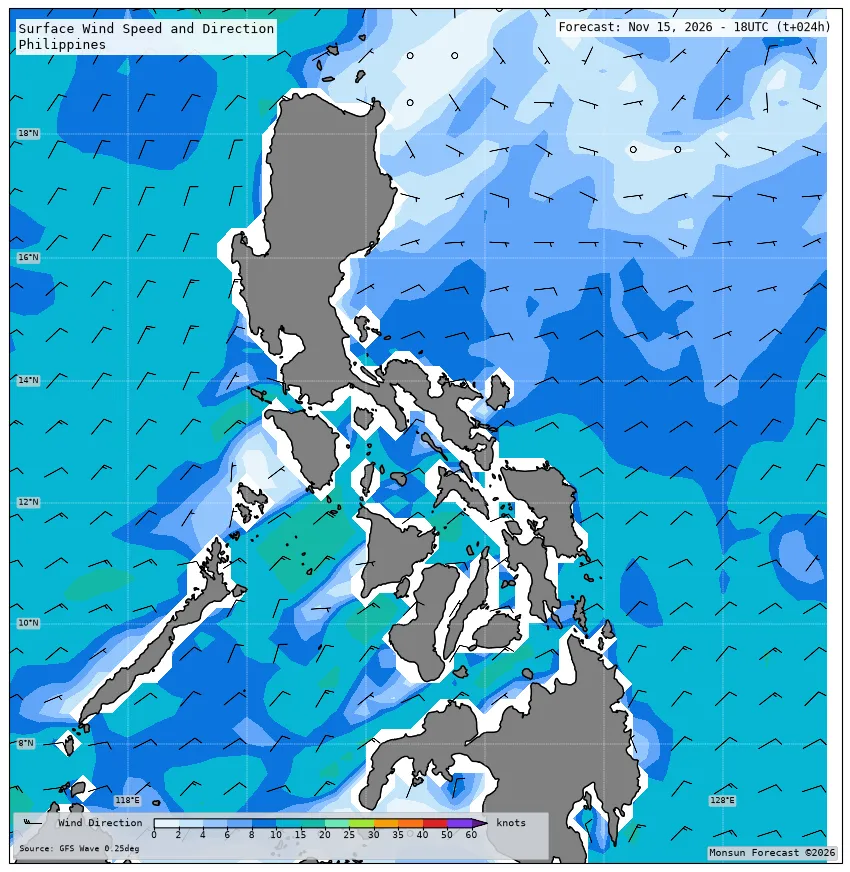 Surface Wind Speed and Direction
Philippines
Forecast: Nov 15, 2026 - 18UTC (t+024h)
18°N
16°N
14°N
12°N
10°N
8°N
118°E
128°E
Wind Direction
0 2 4 6 8 10 15 20 25 30 35 40 50 60
knots
Source: GFS Wave 0.25deg
Monsun Forecast ©2026